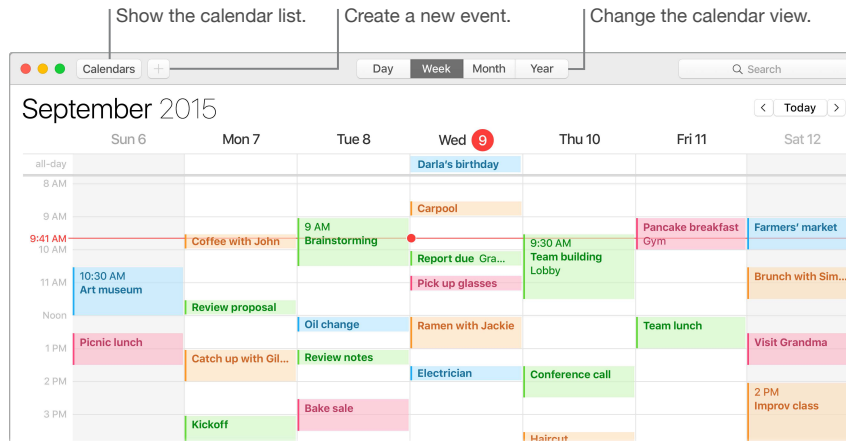 Show the calendar list.
Create a new event.
Change the calendar view.
Calendars
+
Day
Week
Month
Year
Search
September 2015
<
Today
>
Sun 6
Mon 7
Tue 8
Wed 9
Thu 10
Fri 11
Sat 12
all-day
Darla's birthday
8 AM
9 AM
9:41 AM
10 AM
11 AM
Noon
1 PM
2 PM
3 PM
10:30 AM
Art museum
Picnic lunch
Coffee with John
Review proposal
Catch up with Gil...
Kickoff
9 AM
Brainstorming
Oil change
Review notes
Bake sale
Carpool
Report due Gra...
Pick up glasses
Ramen with Jackie
Electrician
9:30 AM
Team building
Lobby
Conference call
Haircut
Pancake breakfast
Gym
Team lunch
Farmers' market
Brunch with Sim...
Visit Grandma
2 PM
Improv class